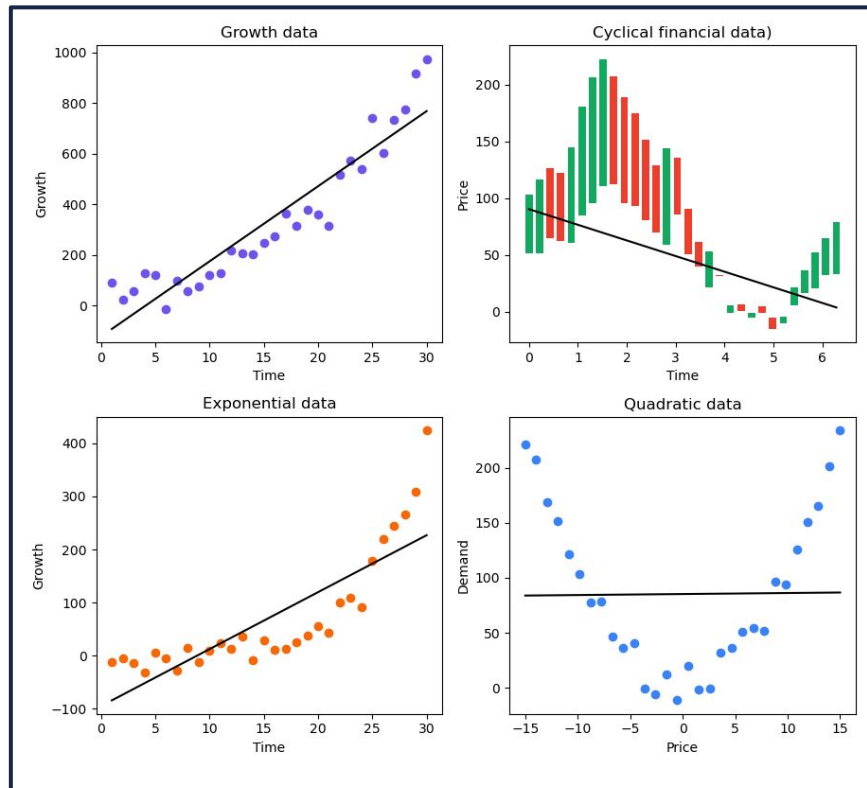 Growth data
1000
800
600
400
200
0
Growth
0 5 10 15 20 25 30
Time
Cyclical financial data)
200
150
100
50
0
Price
0 1 2 3 4 5 6
Time
Exponential data
400
300
200
100
0
−100
Growth
0 5 10 15 20 25 30
Time
Quadratic data
200
150
100
50
0
Demand
−15 −10 −5 0 5 10 15
Price